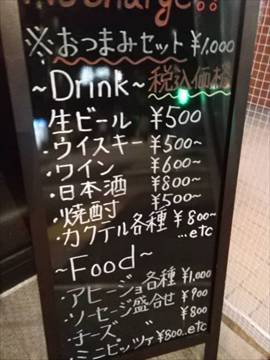 No charge!!
※おつまみセット ¥1,000
~Drink~ 税込価格
生ビール ¥500
・ウイスキー ¥500~
・ワイン ¥600~
・日本酒 ¥800~
・焼酎 ¥500~
・カクテル各種 ¥800~
...etc
~Food~
・アヒージョ各種 ¥1,000
・ソーセージ盛合せ ¥900
・チーズ ¥800
・ミニピッツァ ¥800..etc